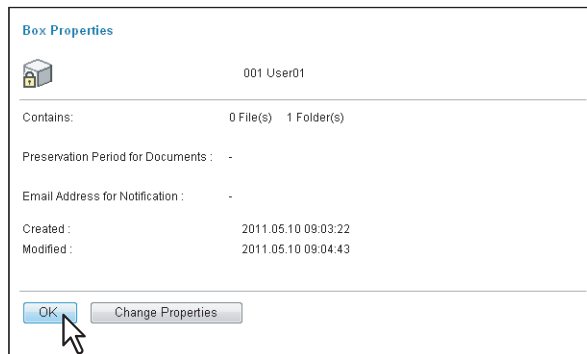 Box Properties
001 User01
Contains: 0 File(s) 1 Folder(s)
Preservation Period for Documents : -
Email Address for Notification : -
Created : 2011.05.10 09:03:22
Modified : 2011.05.10 09:04:43
OK Change Properties